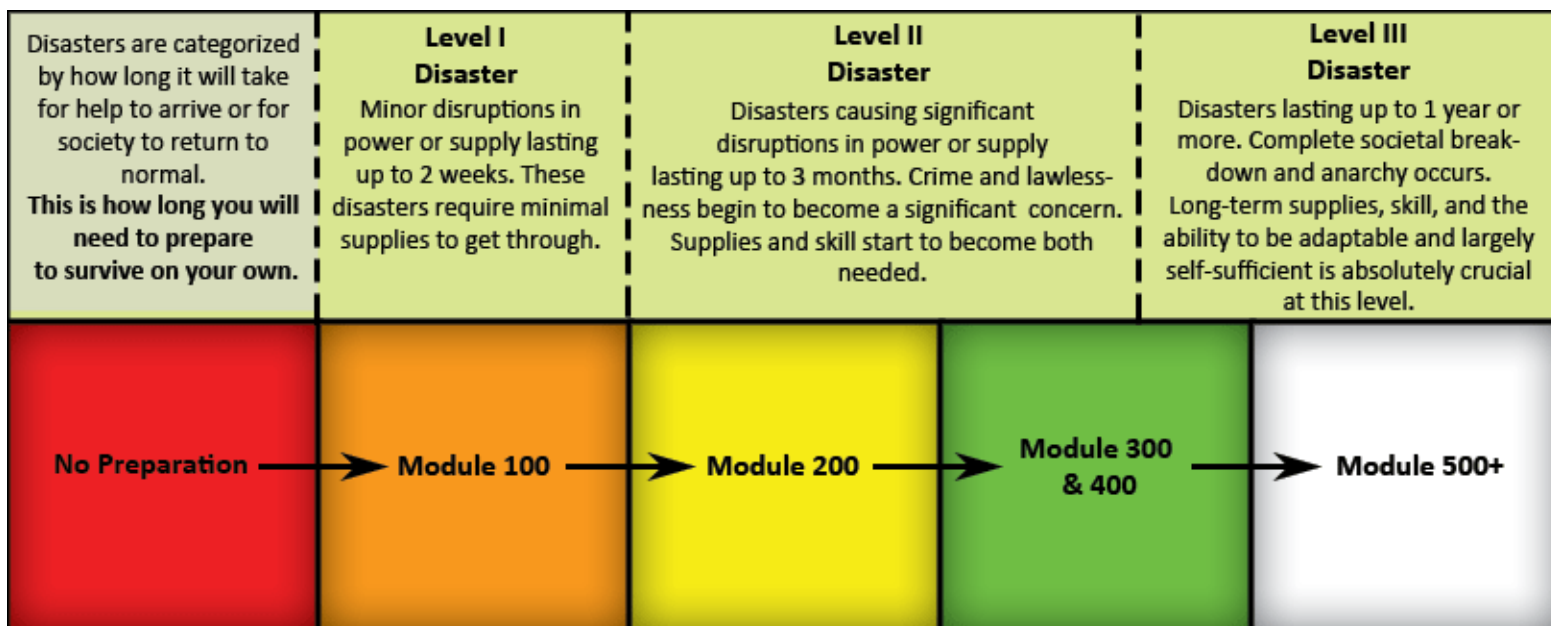 Disasters are categorized
by how long it will take
for help to arrive or for
society to return to
normal.
This is how long you will
need to prepare
to survive on your own.
Level I
Disaster
Minor disruptions in
power or supply lasting
up to 2 weeks. These
disasters require minimal
supplies to get through.
Level II
Disaster
Disasters causing significant
disruptions in power or supply
lasting up to 3 months. Crime and lawless-
ness begin to become a significant concern.
Supplies and skill start to become both
needed.
Level III
Disaster
Disasters lasting up to 1 year or
more. Complete societal break-
down and anarchy occurs.
Long-term supplies, skill, and the
ability to be adaptable and largely
self-sufficient is absolutely crucial
at this level.
No Preparation
Module 100
Module 200
Module 300
& 400
Module 500+